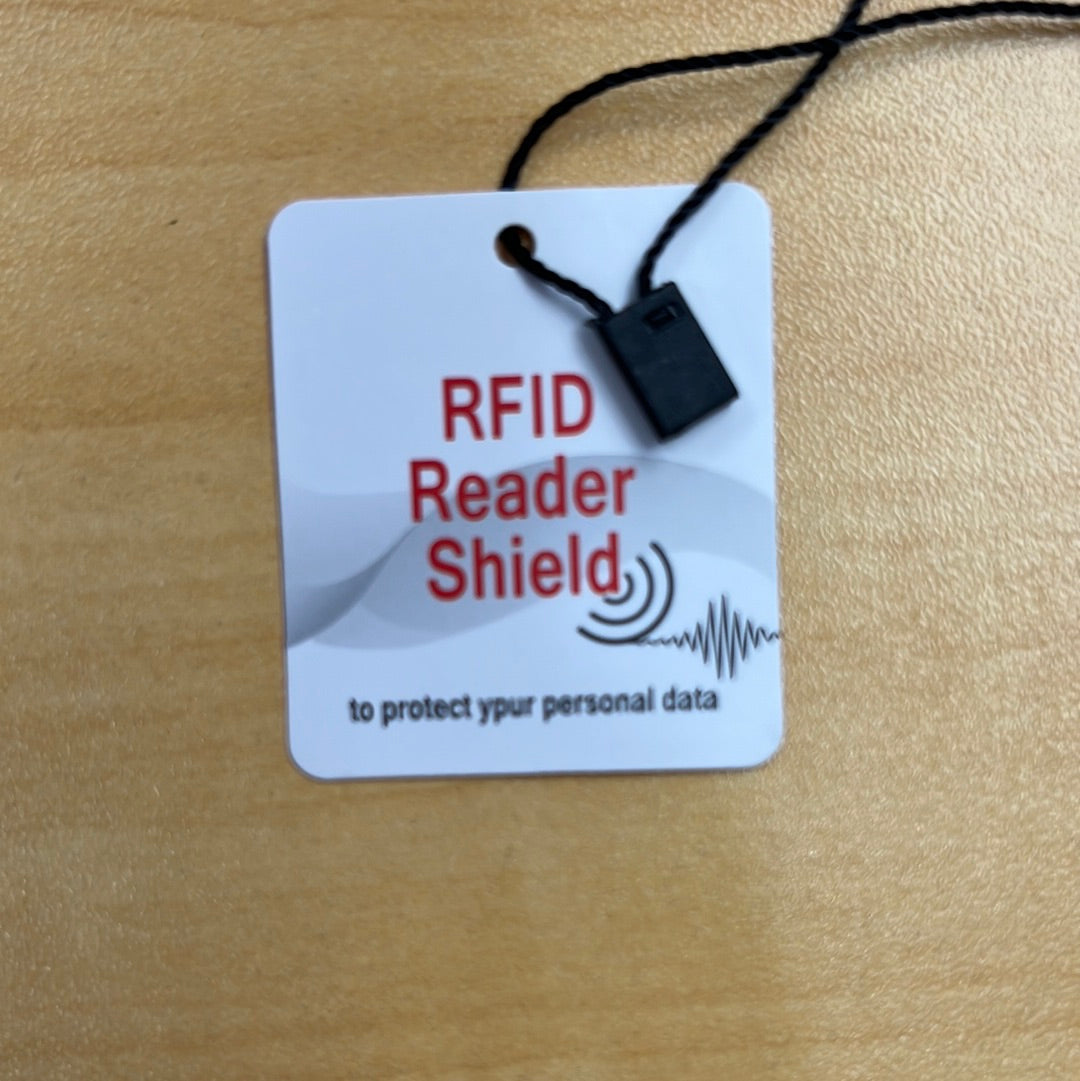 RFID
Reader
Shield
to protect ypur personal data